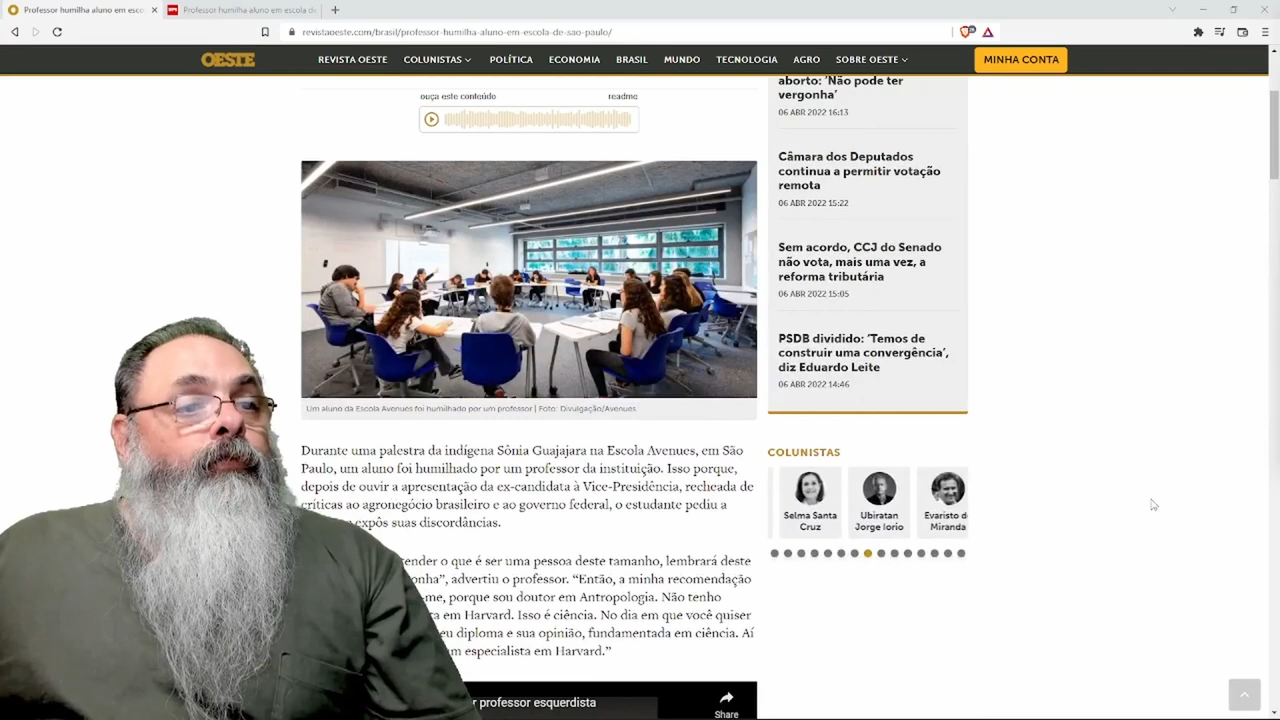 Professor humilha aluno em esco
Professor humilha aluno em escola d
revistaoeste.com/brasil/professor-humilha-aluno-em-escola-de-sao-paulo/
OESTE
REVISTA OESTE
COLUNISTAS
POLÍTICA
ECONOMIA
BRASIL
MUNDO
TECNOLOGIA
AGRO
SOBRE OESTE
MINHA CONTA
ouça este conteúdo
readme
Um aluno da Escola Avenues foi humilhado por um professor | Foto: Divulgação/Avenues
Durante uma palestra da indígena Sônia Guajajara na Escola Avenues, em São
Paulo, um aluno foi humilhado por um professor da instituição. Isso porque,
depois de ouvir a apresentação da ex-candidata à Vice-Presidência, recheada de
críticas ao agronegócio brasileiro e ao governo federal, o estudante pediu a
expôs suas discordâncias.
tender o que é ser uma pessoa deste tamanho, lembrará deste
onha”, advertiu o professor. “Então, a minha recomendação
-me, porque sou doutor em Antropologia. Não tenho
ta em Harvard. Isso é ciência. No dia em que você quiser
eu diploma e sua opinião, fundamentada em ciência. Aí
m especialista em Harvard.”
r professor esquerdista
Share
aborto: ‘Não pode ter
vergonha’
06 ABR 2022 16:13
Câmara dos Deputados
continua a permitir votação
remota
06 ABR 2022 15:22
Sem acordo, CCJ do Senado
não vota, mais uma vez, a
reforma tributária
06 ABR 2022 15:05
PSDB dividido: ‘Temos de
construir uma convergência’,
diz Eduardo Leite
06 ABR 2022 14:46
COLUNISTAS
Selma Santa
Cruz
Ubiratan
Jorge Iorio
Evaristo d
Miranda